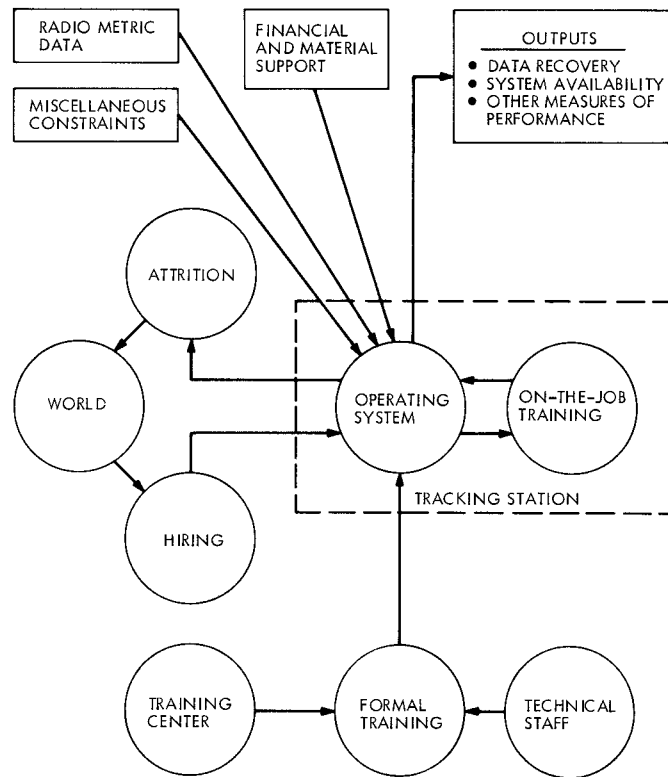 RADIO METRIC
DATA
FINANCIAL
AND MATERIAL
SUPPORT
OUTPUTS
● DATA RECOVERY
● SYSTEM AVAILABILITY
● OTHER MEASURES OF
PERFORMANCE
MISCELLANEOUS
CONSTRAINTS
ATTRITION
WORLD
HIRING
OPERATING
SYSTEM
ON-THE-JOB
TRAINING
TRACKING STATION
TRAINING
CENTER
FORMAL
TRAINING
TECHNICAL
STAFF